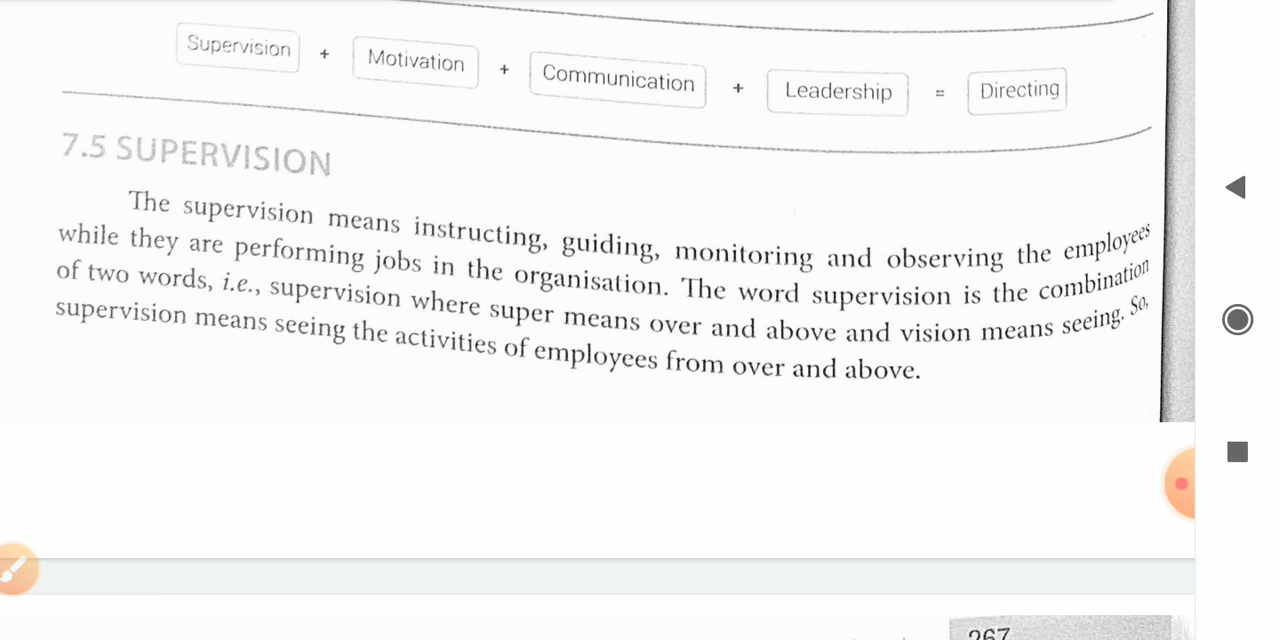 Supervision + Motivation + Communication + Leadership = Directing
7.5 SUPERVISION
The supervision means instructing, guiding, monitoring and observing the employees
while they are performing jobs in the organisation. The word supervision is the combination
of two words, i.e., supervision where super means over and above and vision means seeing. So,
supervision means seeing the activities of employees from over and above.
267